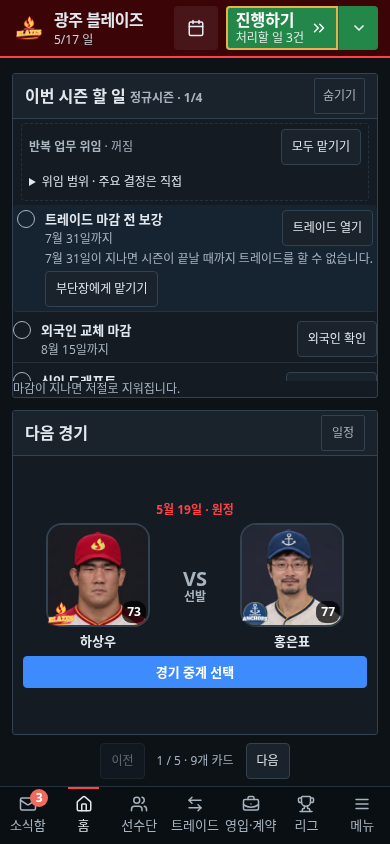 광주 블레이즈
5/17 일
진행하기
처리할 일 3건
이번 시즌 할 일 정규시즌 · 1/4
숨기기
반복 업무 위임 · 꺼짐
모두 맡기기
위임 범위 · 주요 결정은 직접
트레이드 마감 전 보강
7월 31일까지
트레이드 열기
7월 31일이 지나면 시즌이 끝날 때까지 트레이드를 할 수 없습니다.
부단장에게 맡기기
외국인 교체 마감
8월 15일까지
외국인 확인
마감이 지나면 저절로 지워집니다.
다음 경기
일정
5월 19일 · 원정
BLAZES
73
VS
선발
ANCHORS
77
하상우
홍은표
경기 중계 선택
이전
1 / 5 · 9개 카드
다음
3
소식함
홈
선수단
트레이드
영입·계약
리그
메뉴